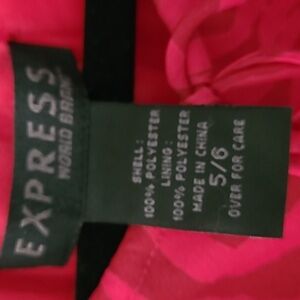 EXPRESS
WORLD BRAND
SHELL:
100% POLYESTER
LINING:
100% POLYESTER
MADE IN CHINA
5/6
OVER FOR CARE